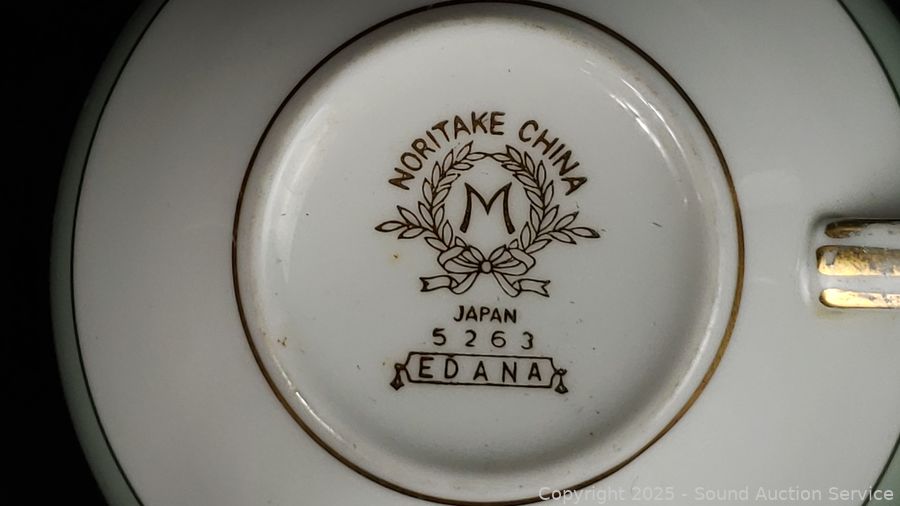 NORITAKE CHINA
M
JAPAN
5263
EDANA
Copyright 2025 - Sound Auction Service